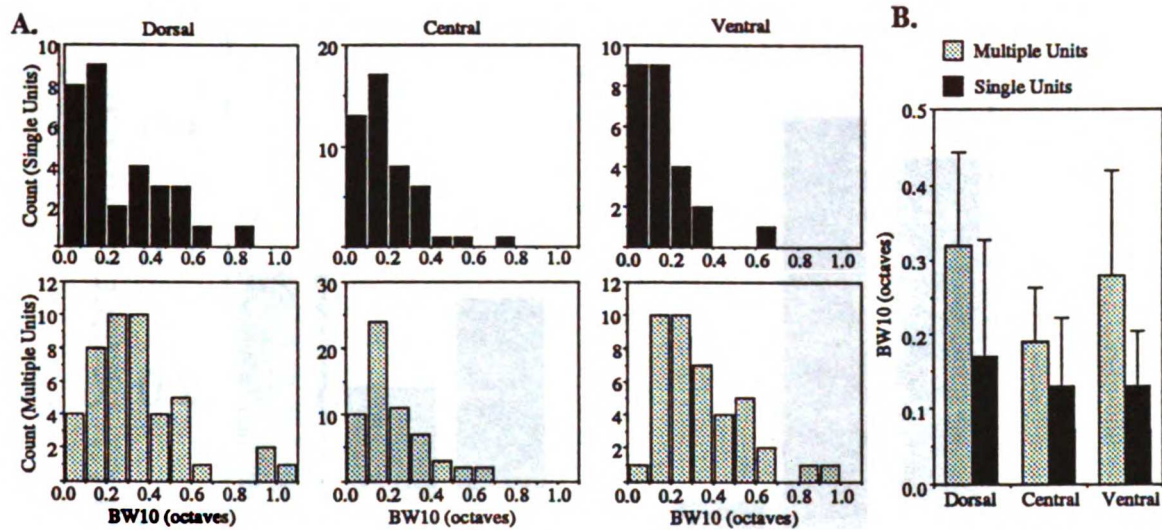 A.
Dorsal
Central
Ventral
B.
Multiple Units
Single Units
Count (Single Units)
10
8
6
4
2
0.0 0.2 0.4 0.6 0.8 1.0
20
10
0.0 0.2 0.4 0.6 0.8 1.0
10
8
6
4
2
0.0 0.2 0.4 0.6 0.8 1.0
Count (Multiple Units)
12
10
8
6
4
2
0.0 0.2 0.4 0.6 0.8 1.0
BW10 (octaves)
30
20
10
0.0 0.2 0.4 0.6 0.8 1.0
BW10 (octaves)
12
10
8
6
4
2
0.0 0.2 0.4 0.6 0.8 1.0
BW10 (octaves)
BW10 (octaves)
0.5
0.4
0.3
0.2
0.1
0.0
Dorsal Central Ventral